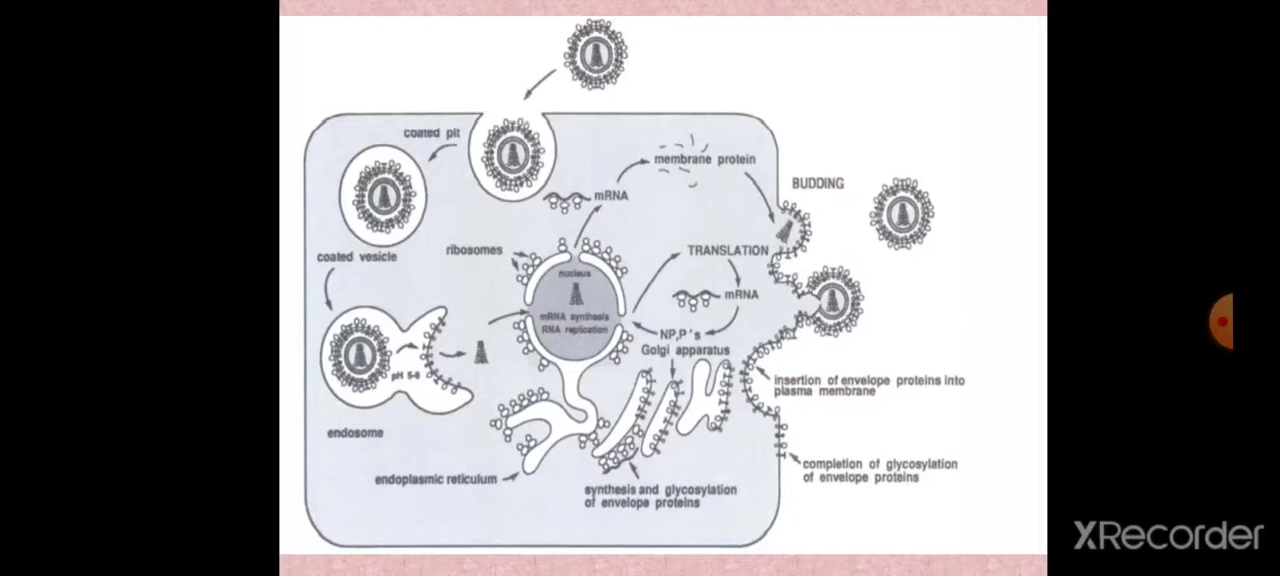 coated pit
membrane protein
mRNA
BUDDING
ribosomes
TRANSLATION
coated vesicle
nucleus
mRNA
mRNA synthesis
RNA replication
NP,P's
Golgi apparatus
pH 5-6
insertion of envelope proteins into
plasma membrane
endosome
completion of glycosylation
of envelope proteins
endoplasmic reticulum
synthesis and glycosylation
of envelope proteins
XRecorder